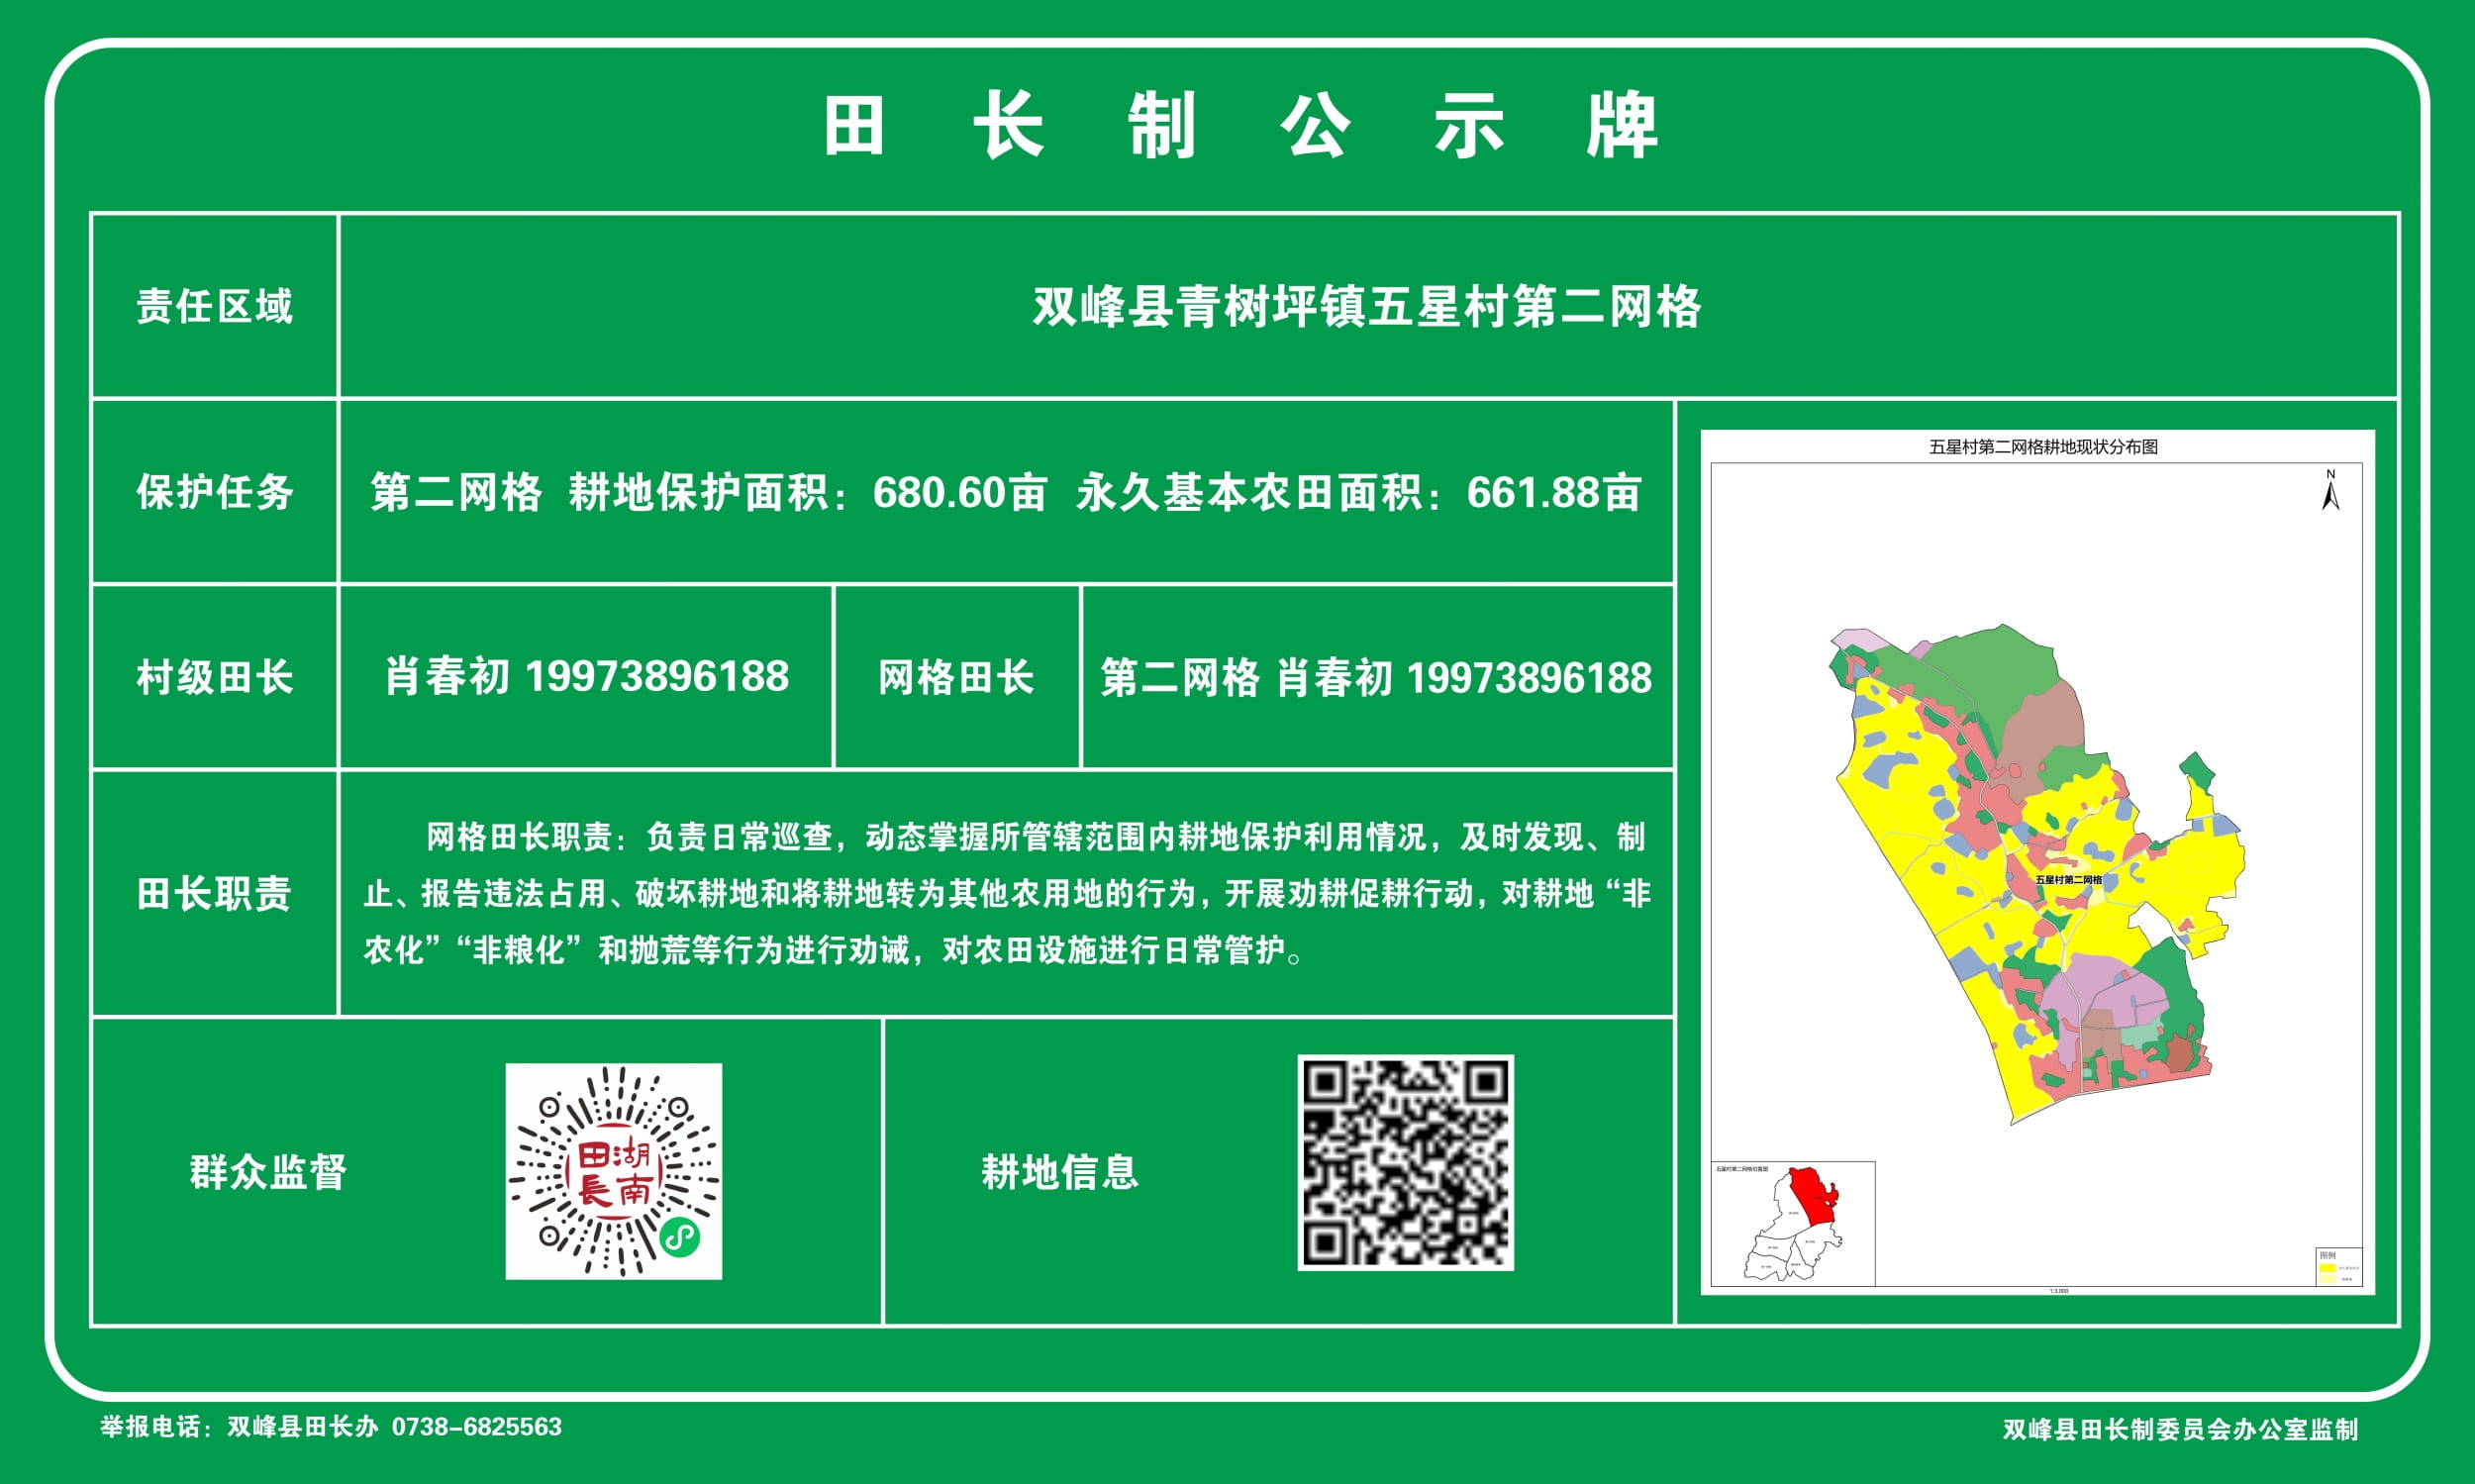 田长制公示牌
责任区域
双峰县青树坪镇五星村第二网格
保护任务
第二网格 耕地保护面积：680.60亩 永久基本农田面积：661.88亩
村级田长
肖春初 19973896188
网格田长
第二网格 肖春初 19973896188
田长职责
网格田长职责：负责日常巡查，动态掌握所管辖范围内耕地保护利用情况，及时发现、制
止、报告违法占用、破坏耕地和将耕地转为其他农用地的行为，开展劝耕促耕行动，对耕地“非
农化”“非粮化”和抛荒等行为进行劝诫，对农田设施进行日常管护。
群众监督
湖南
田長
耕地信息
五星村第二网格耕地现状分布图
N
五星村第二网格
五星村第二网格位置图
图例
1:3,000
举报电话：双峰县田长办 0738-6825563
双峰县田长制委员会办公室监制